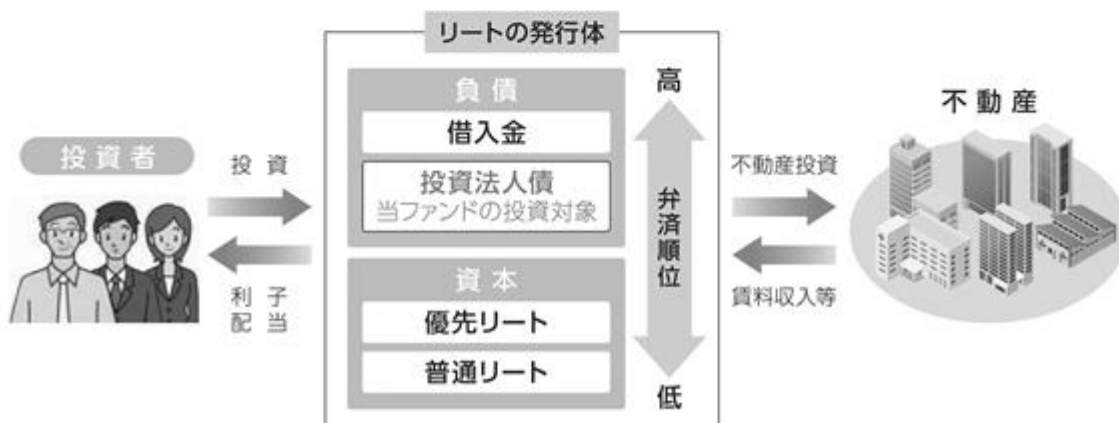 リートの発行体
負債
借入金
投資法人債
当ファンドの投資対象
資本
優先リート
普通リート
高
弁済順位
低
投資者
投資
利子
配当
不動産投資
賃料収入等
不動産